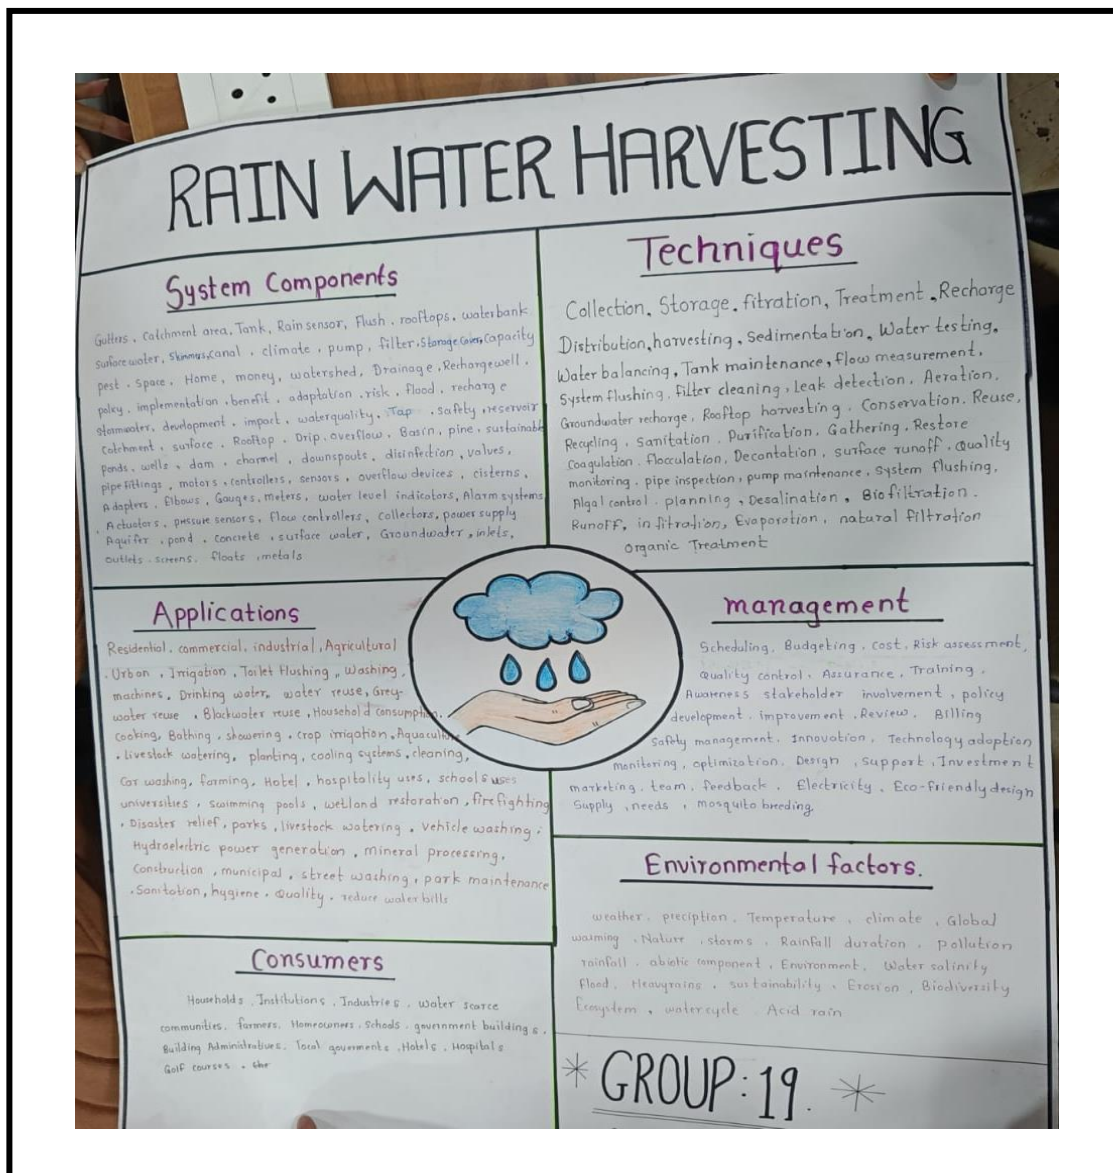 RAIN WATER HARVESTING
System Components
Gutters, catchment area, Tank, Rain sensor, Flush, rooftops, waterbank
Surface water, canal, climate, pump, filter, Storage Capacity
pest, Space, Home, money, watershed, Drainage, Rechargewell,
policy, implementation, benefit, adaptation, risk, flood, recharge
Stormwater, development, import, waterquality, Tap, safety, reservoir
Catchment, surface, Rooftop, Drip, overflow, Basin, pine, sustainable
Ponds, wells, dam, channel, downspouts, disinfection, valves,
pipe fittings, motors, controllers, sensors, overflow devices, cisterns,
Adapters, Elbows, Gauges, meters, water level indicators, Alarm systems,
Actuators, pressure sensors, Flow controllers, collectors, power supply
Aquifer, pond, concrete, surface water, Groundwater, inlets,
outlets, screens, floats, metals
Techniques
Collection, Storage, fitration, Treatment, Recharge
Distribution, harvesting, Sedimentation, Water testing,
Water balancing, Tank maintenance, flow measurement,
System flushing, filter cleaning, Leak detection, Aeration,
Groundwater recharge, Rooftop harvesting, Conservation, Reuse,
Recycling, Sanitation, Purification, Gathering, Restore
Coagulation, flocculation, Decantation, surface runoff, quality
monitoring, pipe inspection, pump maintenance, System flushing,
Algal control, planning, Desalination, Biofiltration.
Runoff, infitration, Evaporation, natural filtration
Organic Treatment
Applications
Residential, commercial, industrial, Agricultural
, Urban, Irrigation, Toilet Flushing, Washing,
machines, Drinking water, water reuse, Grey-
water reuse, Blackwater reuse, Household consumption,
Cooking, Bathing, showering, crop irrigation, Aquaculture
, Livestock watering, planting, cooling systems, cleaning,
Car washing, farming, Hotel, hospitality uses, schools uses
universities, swimming pools, wetland restoration, firefighting
, Disaster relief, parks, livestock watering, vehicle washing,
Hydroelectric power generation, mineral processing,
Construction, municipal, street washing, park maintenance
, Sanitation, hygiene, Quality, reduce water bills
management
Scheduling, Budgeting, cost, Risk assessment,
Quality control, Assurance, Training,
Awareness stakeholder involvement, policy
development, improvement, Review, Billing
Safety management, Innovation, Technology adoption
monitoring, optimization, Design, support, Investment
marketing, team, feedback, Electricity, Eco-Friendly design
Supply, needs, mosquito breeding,
Environmental factors.
weather, preciption, Temperature, climate, Global
warming, Nature, storms, Rainfall duration, Pollution
rainfall, abiotic component, Environment, Water salinity
flood, Heavyrains, sustainability, Erosion, Biodiversity
Ecosystem, watercycle, Acid rain
Consumers
Households, Institutions, Industries, water scarce
communities, farmers, Homeowners, Schools, government buildings,
Building Administratives, goverments, Hotels, Hospitals
Golf courses,
GROUP: 19.